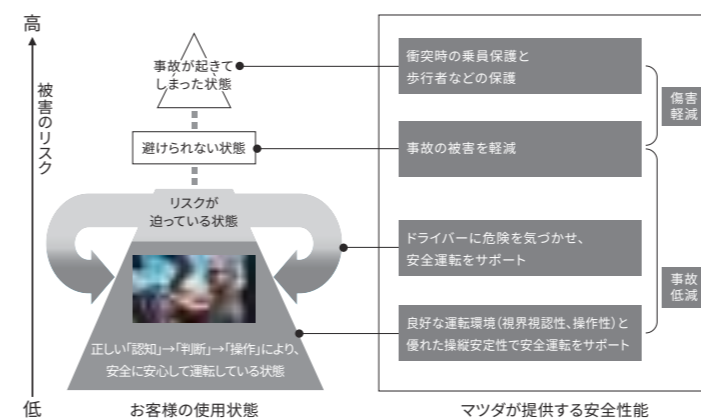 高
被害のリスク
低
事故が起きて
しまった状態
避けられない状態
リスクが
迫っている状態
正しい「認知」→「判断」→「操作」により、
安全に安心して運転している状態
お客様の使用状態
衝突時の乗員保護と
歩行者などの保護
事故の被害を軽減
ドライバーに危険を気づかせ、
安全運転をサポート
良好な運転環境(視界視認性、操作性)と
優れた操縦安定性で安全運転をサポート
傷害
軽減
事故
低減
マツダが提供する安全性能